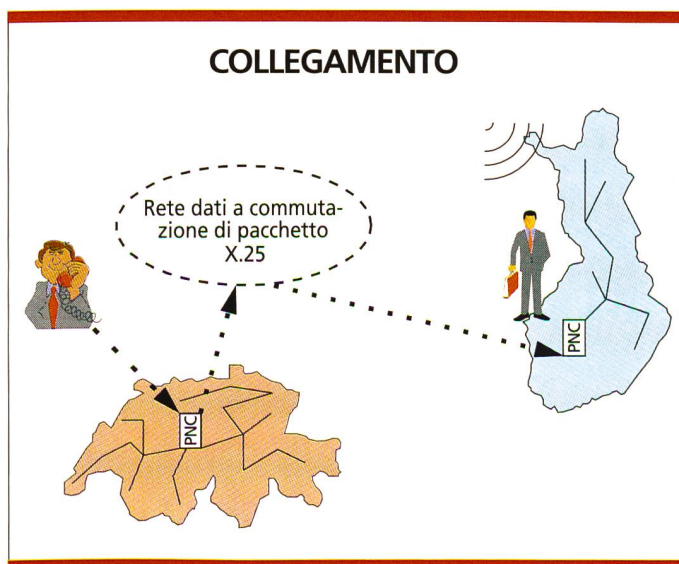 COLLEGAMENTO
Rete dati a commuta-
zione di pacchetto
X.25
PNC
PNC